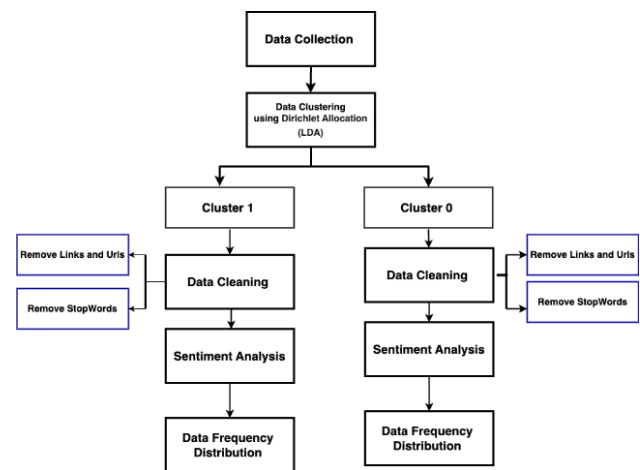 Data Collection
Data Clustering
using Dirichlet Allocation
(LDA)
Cluster 1
Cluster 0
Remove Links and Urls
Data Cleaning
Remove StopWords
Data Cleaning
Remove Links and Urls
Remove StopWords
Sentiment Analysis
Sentiment Analysis
Data Frequency
Distribution
Data Frequency
Distribution